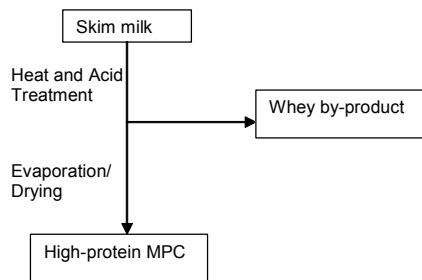 Skim milk
Heat and Acid
Treatment
Whey by-product
Evaporation/
Drying
High-protein MPC